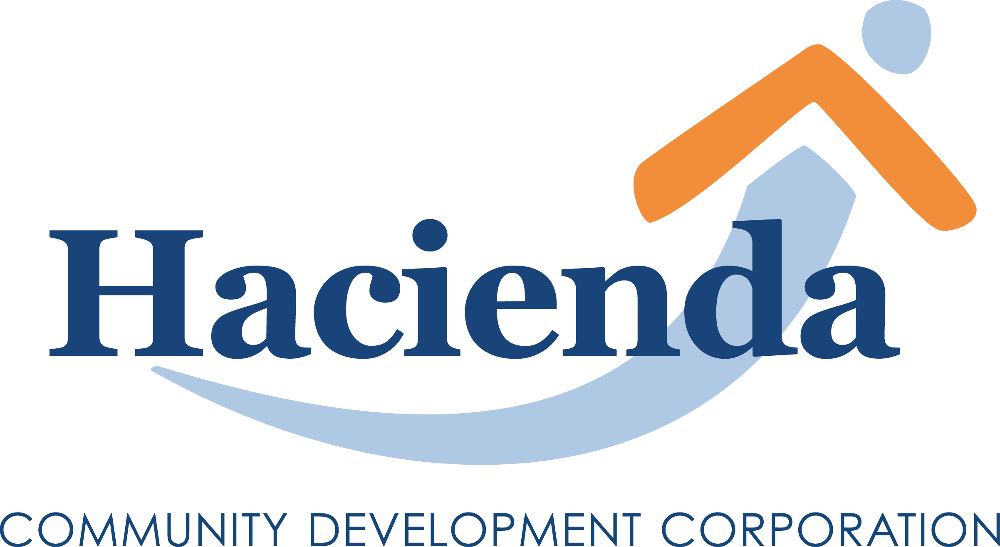 Hacienda
COMMUNITY DEVELOPMENT CORPORATION